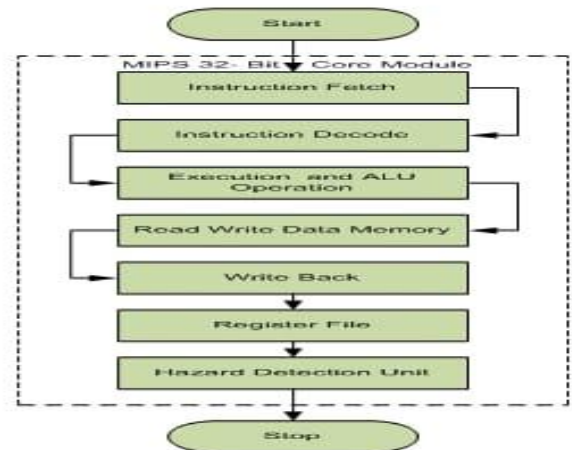 Start
MIPS 32- Bit Core Module
Instruction Fetch
Instruction Decode
Execution and ALU
Operation
Read Write Data Memory
Write Back
Register File
Hazard Detection Unit
Stop